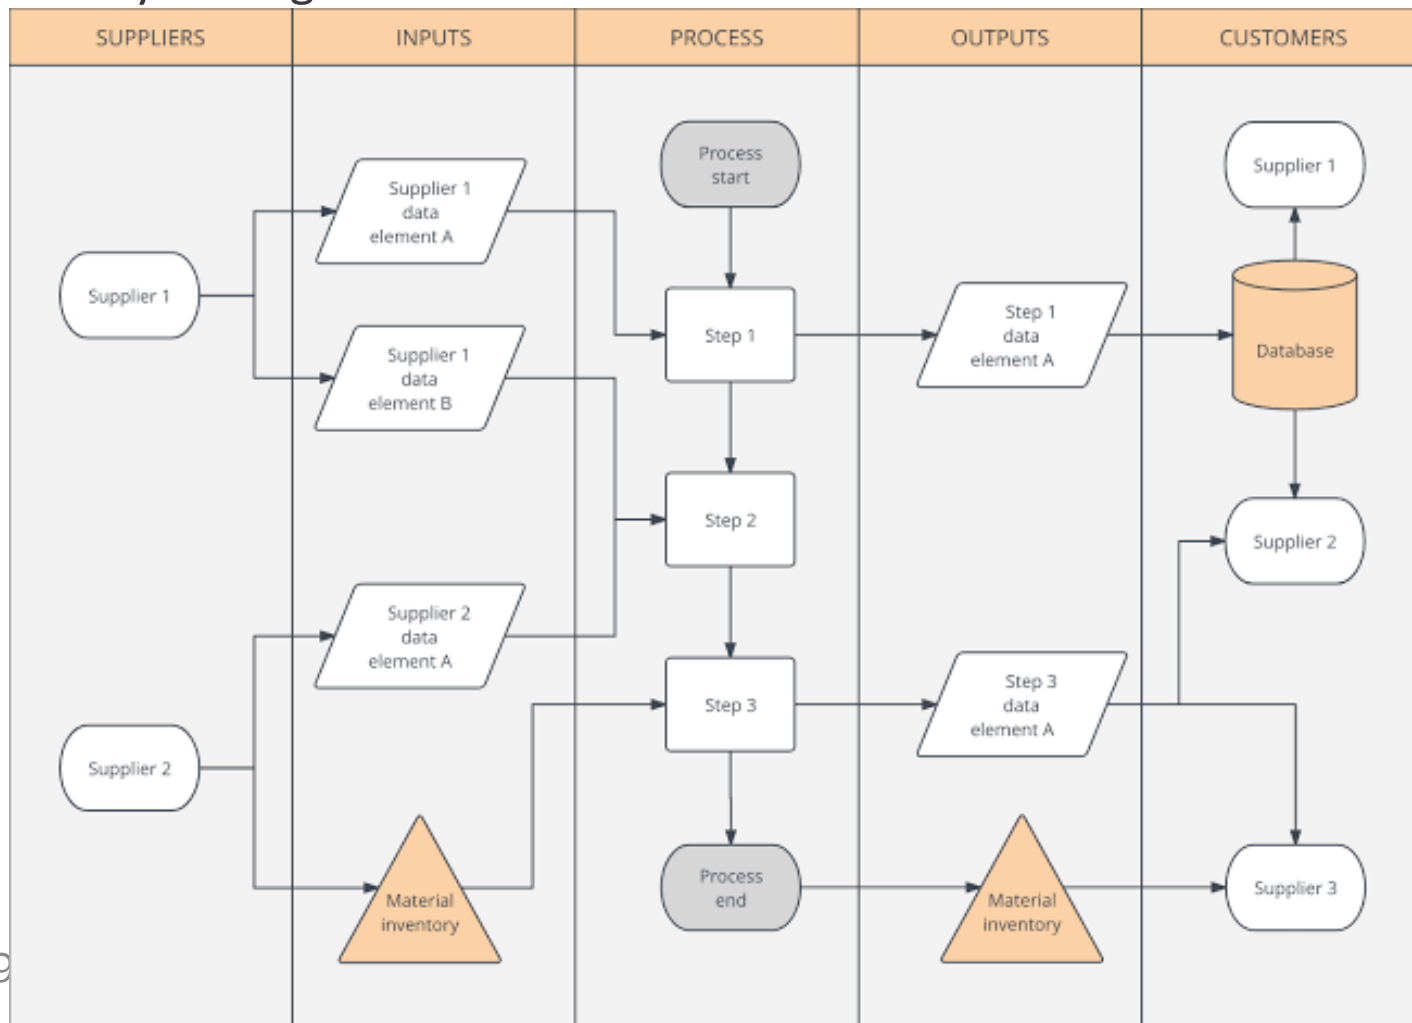 SUPPLIERS
INPUTS
PROCESS
OUTPUTS
CUSTOMERS
Supplier 1
Supplier 2
Supplier 1
data
element A
Supplier 1
data
element B
Supplier 2
data
element A
Material
inventory
Process
start
Step 1
Step 2
Step 3
Process
end
Step 1
data
element A
Step 3
data
element A
Material
inventory
Supplier 1
Database
Supplier 2
Supplier 3